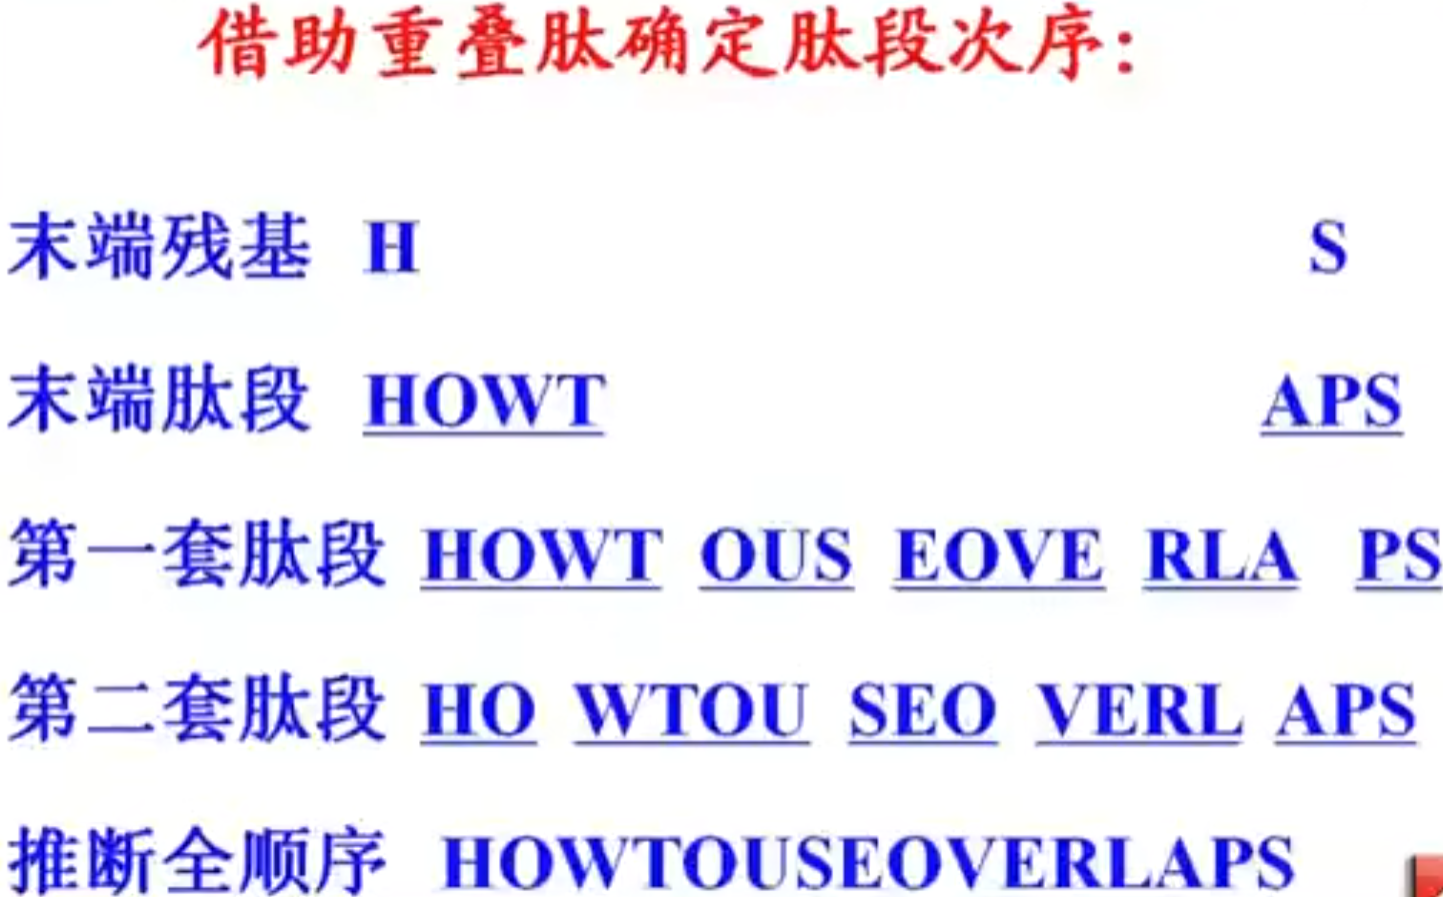 借助重叠肽确定肽段次序:
末端残基 H S
末端肽段 HOWT APS
第一套肽段 HOWT OUS EOVE RLA PS
第二套肽段 HO WTOU SEO VERL APS
推断全顺序 HOWTOUSEOVERLAPS